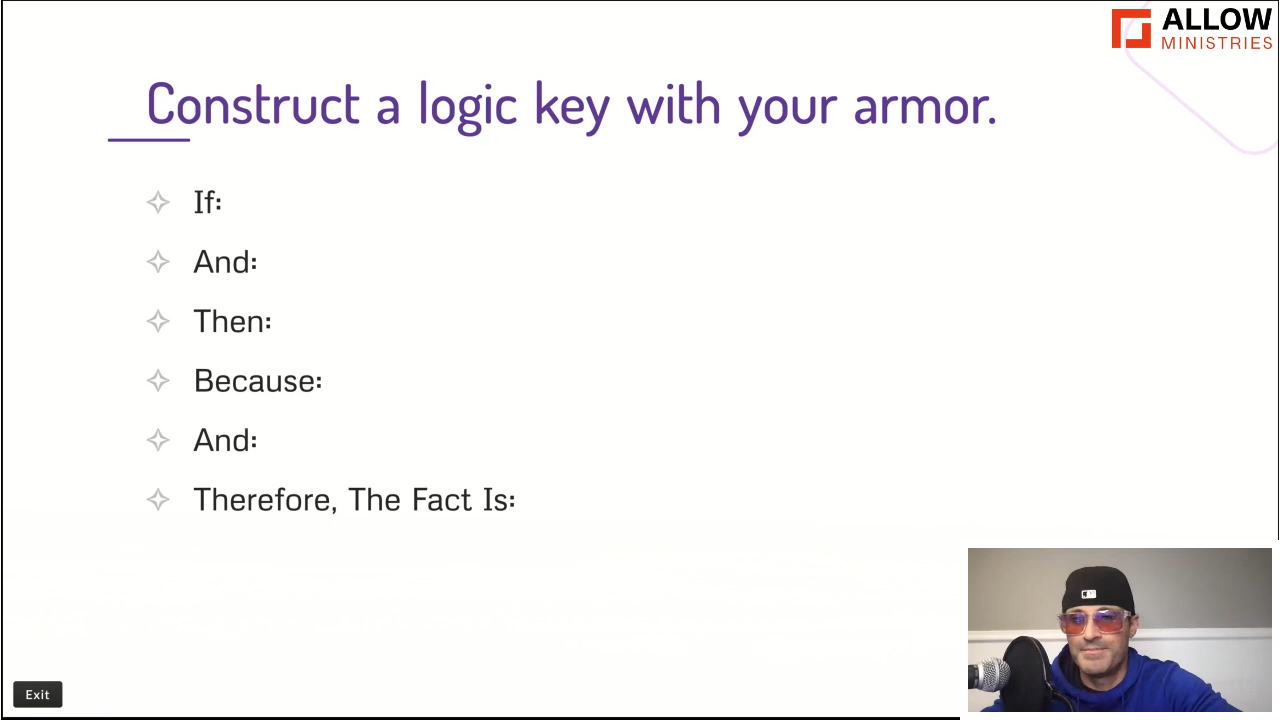 ALLOW
MINISTRIES
Construct a logic key with your armor.
If:
And:
Then:
Because:
And:
Therefore, The Fact Is:
Exit